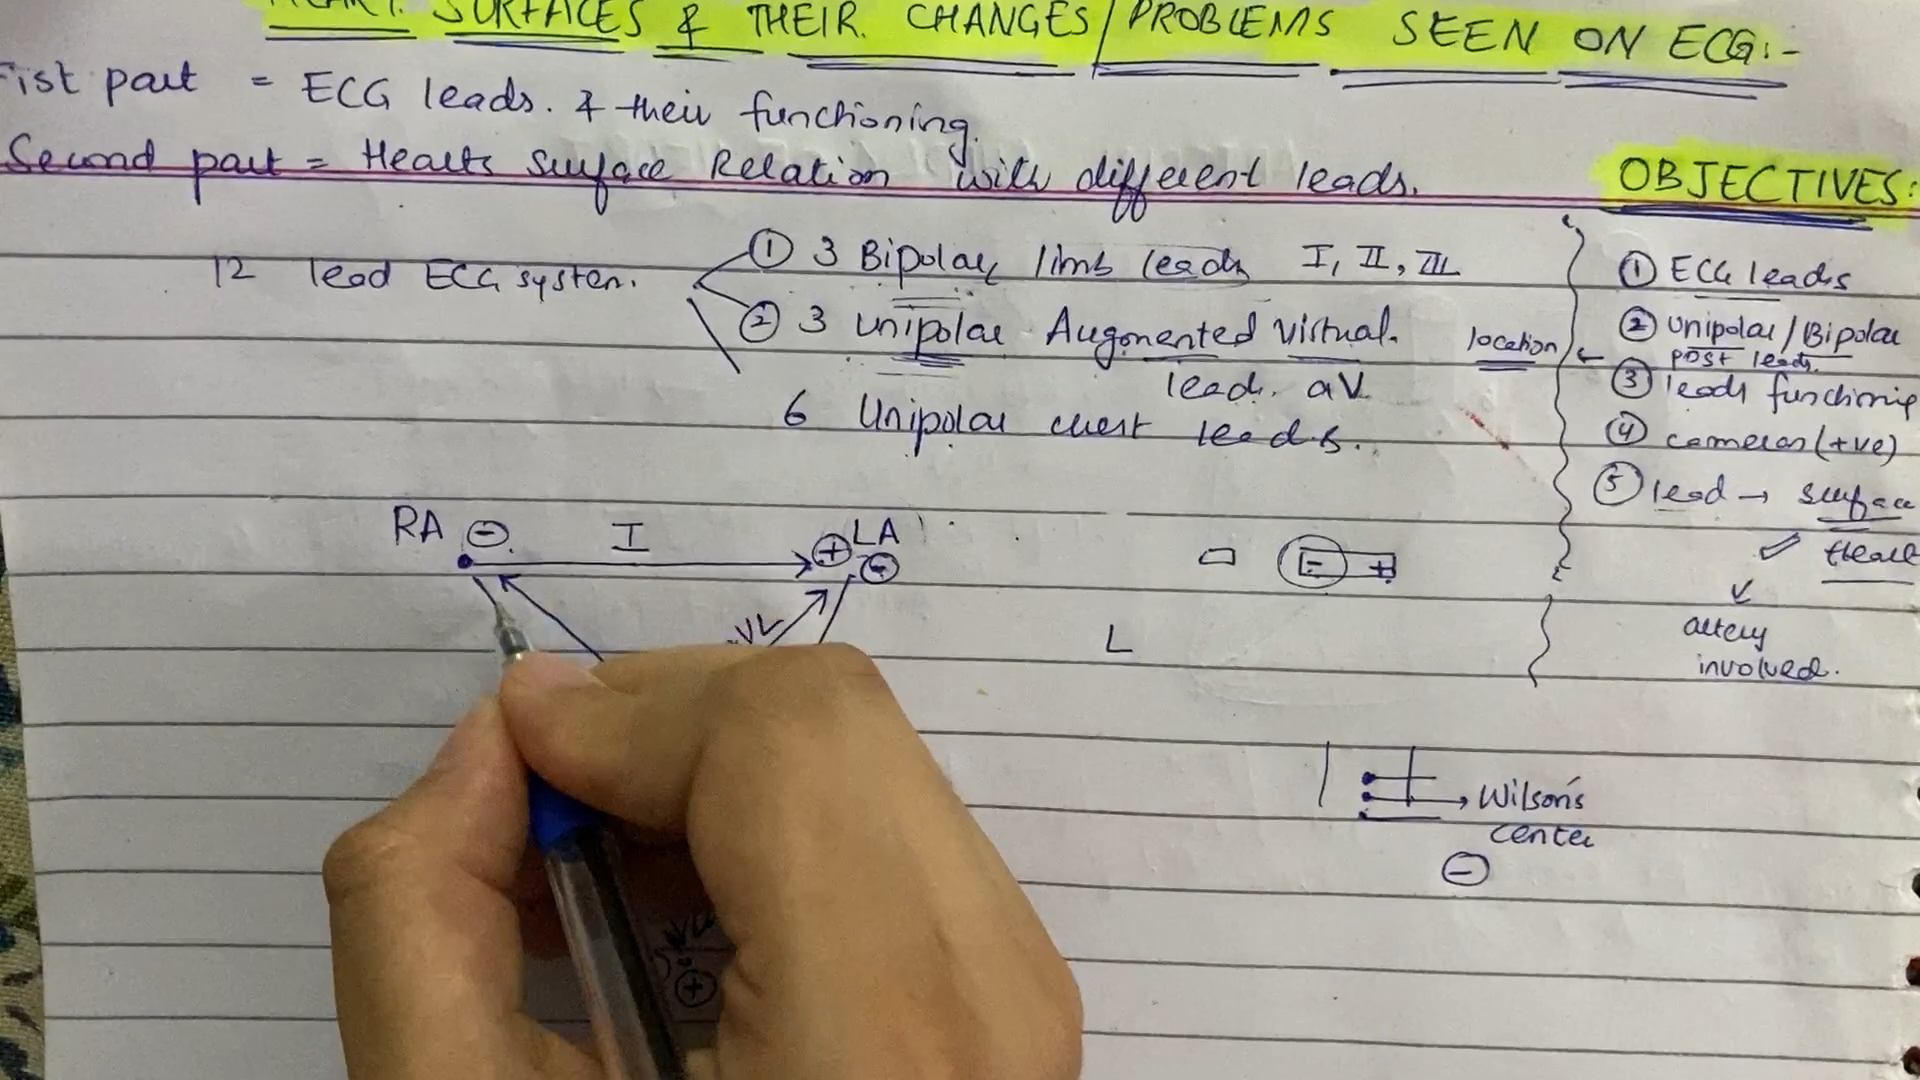 HEART SURFACES & THEIR CHANGES/PROBLEMS SEEN ON ECG:-
First part = ECG leads. & their functioning.
Second part = Hearts surface Relation with different leads.
12 lead ECG system.
① 3 Bipolar limb leads I, II, III
② 3 unipolar Augmented virtual.
lead. aV
6 Unipolar chest leads.
location
OBJECTIVES:
① ECG leads
② Unipolar/Bipolar
post leads.
③ leads functioning
④ cameras (+ve)
⑤ lead → surface
Heart
artery
involved.
RA ⊖. I ⊕ LA
⊖
- +
VL
L
Wilson's
center
⊖
⊕